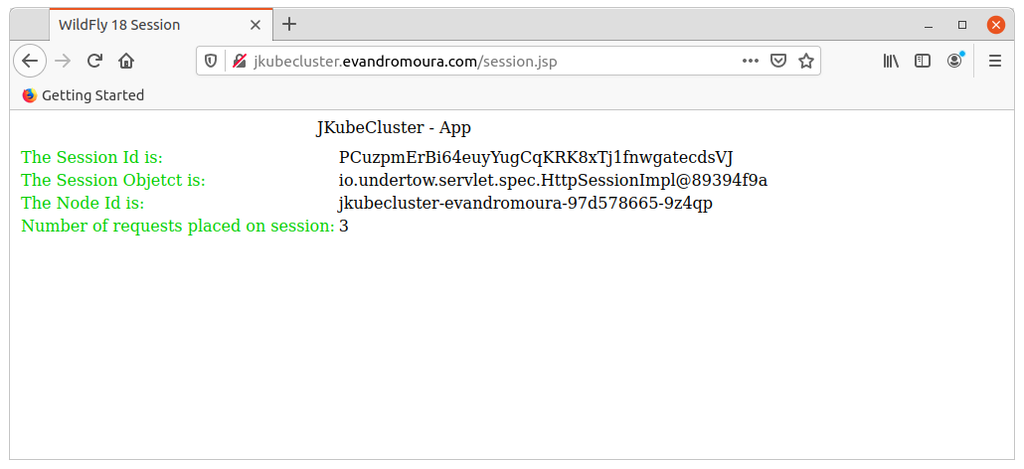 WildFly 18 Session
jkubecluster.evandromoura.com/session.jsp
Getting Started
JKubeCluster - App
The Session Id is: PCuzpmErBi64euyYugCqKRK8xTj1fnwgatecdsVJ
The Session Objetct is: io.undertow.servlet.spec.HttpSessionImpl@89394f9a
The Node Id is: jkubecluster-evandromoura-97d578665-9z4qp
Number of requests placed on session: 3